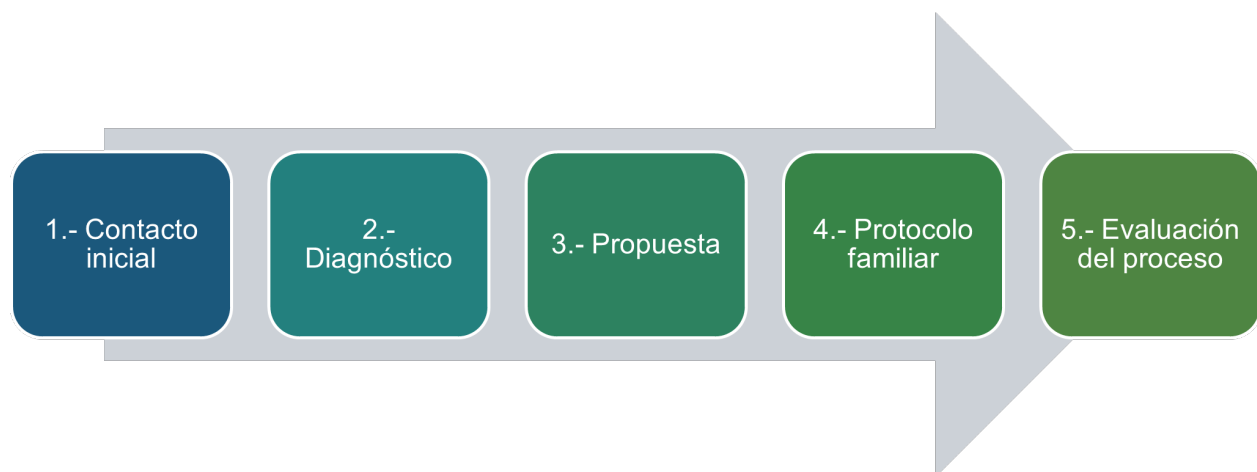 1.- Contacto
inicial
2.-
Diagnóstico
3.- Propuesta
4.- Protocolo
familiar
5.- Evaluación
del proceso